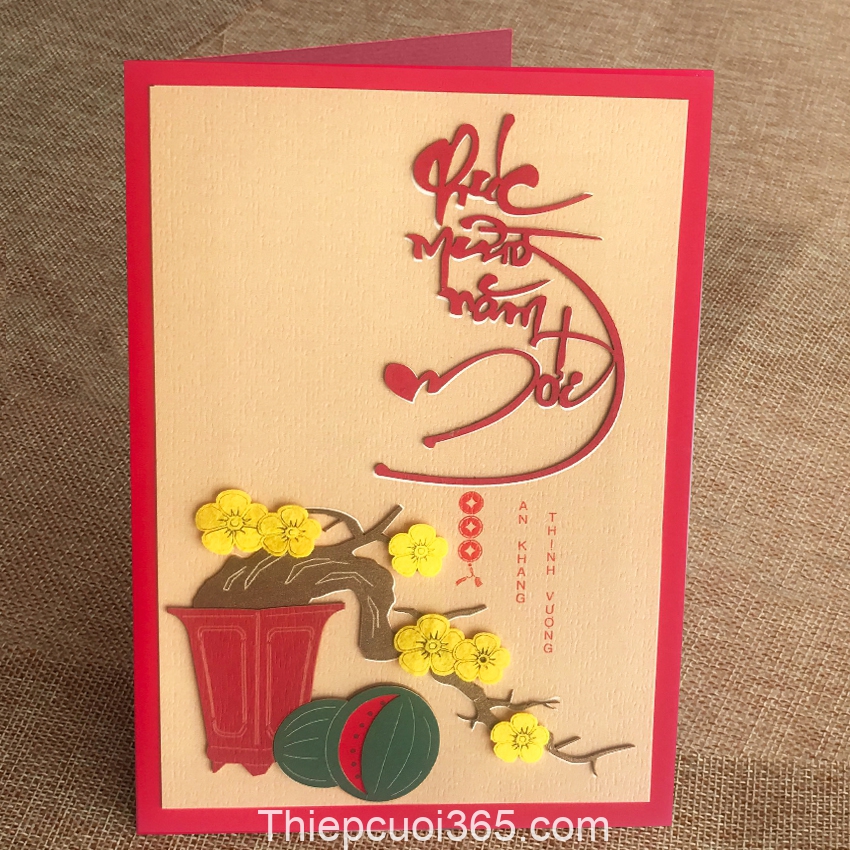 Chúc
mừng
năm
Mới
AN KHANG
THỊNH VƯỢNG
Thiepcuoi365.com